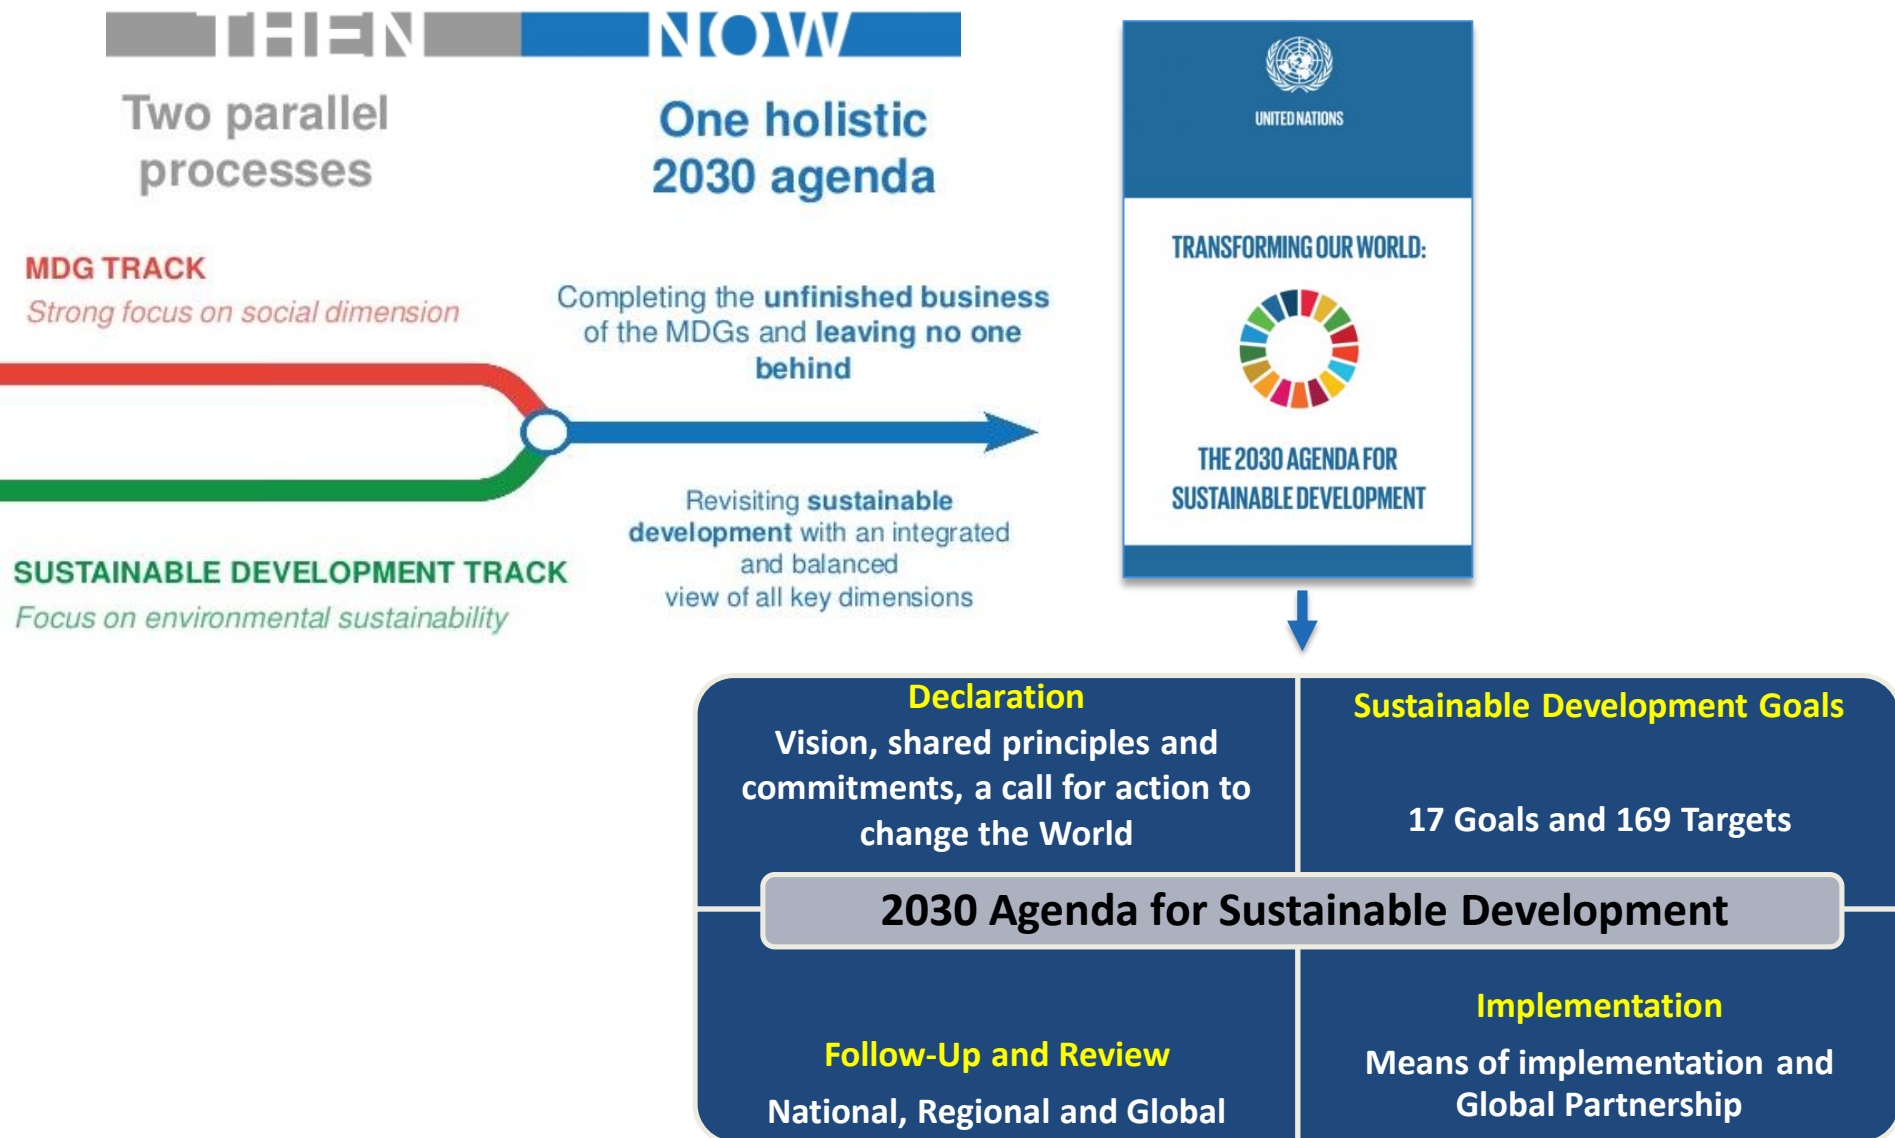 THEN NOW
Two parallel
processes
One holistic
2030 agenda
MDG TRACK
Strong focus on social dimension
Completing the unfinished business
of the MDGs and leaving no one
behind
Revisiting sustainable
development with an integrated
and balanced
view of all key dimensions
SUSTAINABLE DEVELOPMENT TRACK
Focus on environmental sustainability
UNITED NATIONS
TRANSFORMING OUR WORLD:
THE 2030 AGENDA FOR
SUSTAINABLE DEVELOPMENT
Declaration
Vision, shared principles and
commitments, a call for action to
change the World
Sustainable Development Goals
17 Goals and 169 Targets
2030 Agenda for Sustainable Development
Follow-Up and Review
National, Regional and Global
Implementation
Means of implementation and
Global Partnership